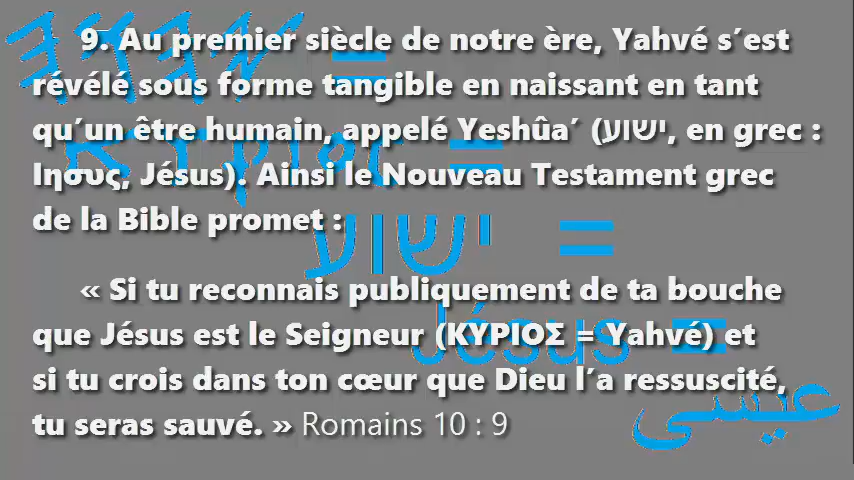 9. Au premier siècle de notre ère, Yahvé s’est
révélé sous forme tangible en naissant en tant
qu’un être humain, appelé Yeshûa’ (ישוע, en grec :
Ιησους, Jésus). Ainsi le Nouveau Testament grec
de la Bible promet :
« Si tu reconnais publiquement de ta bouche
que Jésus est le Seigneur (ΚΥΡΙΟΣ = Yahvé) et
si tu crois dans ton cœur que Dieu l’a ressuscité,
tu seras sauvé. » Romains 10 : 9
ישוע =
Jésus =
عيسى